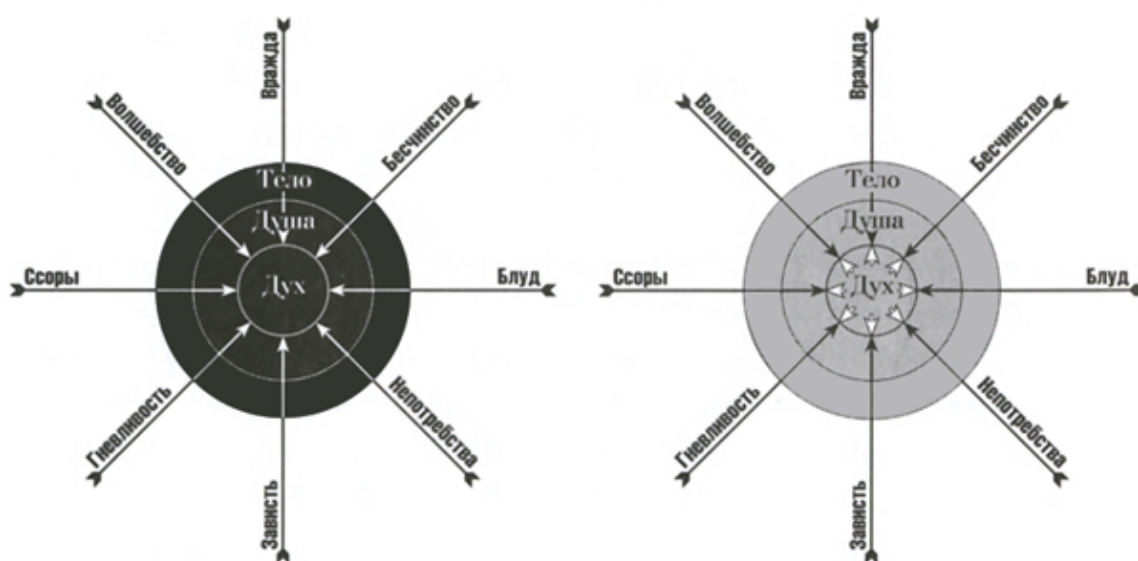 Вражда
Волшебство
Бесчинство
Тело
Душа
Ссоры
Дух
Блуд
Гневливость
Непотребства
Зависть
Вражда
Волшебство
Бесчинство
Тело
Душа
Ссоры
Дух
Блуд
Гневливость
Непотребства
Зависть